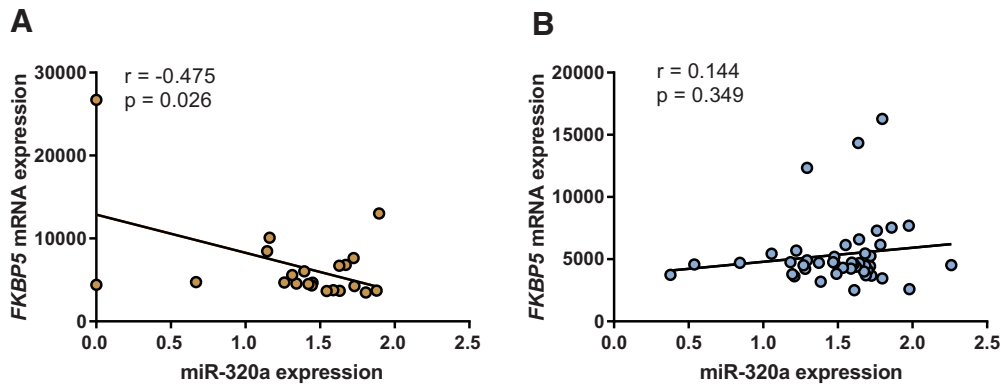 A
r = -0.475
p = 0.026
FKBP5 mRNA expression
30000
20000
10000
0
0.0 0.5 1.0 1.5 2.0 2.5
miR-320a expression
B
r = 0.144
p = 0.349
FKBP5 mRNA expression
20000
15000
10000
5000
0
0.0 0.5 1.0 1.5 2.0 2.5
miR-320a expression